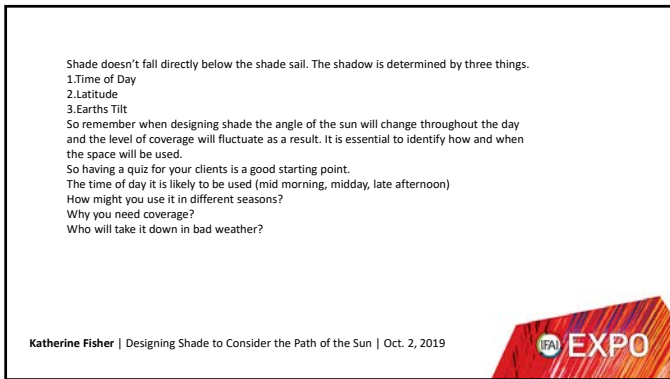 Shade doesn’t fall directly below the shade sail. The shadow is determined by three things.
1.Time of Day
2.Latitude
3.Earths Tilt
So remember when designing shade the angle of the sun will change throughout the day
and the level of coverage will fluctuate as a result. It is essential to identify how and when
the space will be used.
So having a quiz for your clients is a good starting point.
The time of day it is likely to be used (mid morning, midday, late afternoon)
How might you use it in different seasons?
Why you need coverage?
Who will take it down in bad weather?
Katherine Fisher | Designing Shade to Consider the Path of the Sun | Oct. 2, 2019
IFAI EXPO